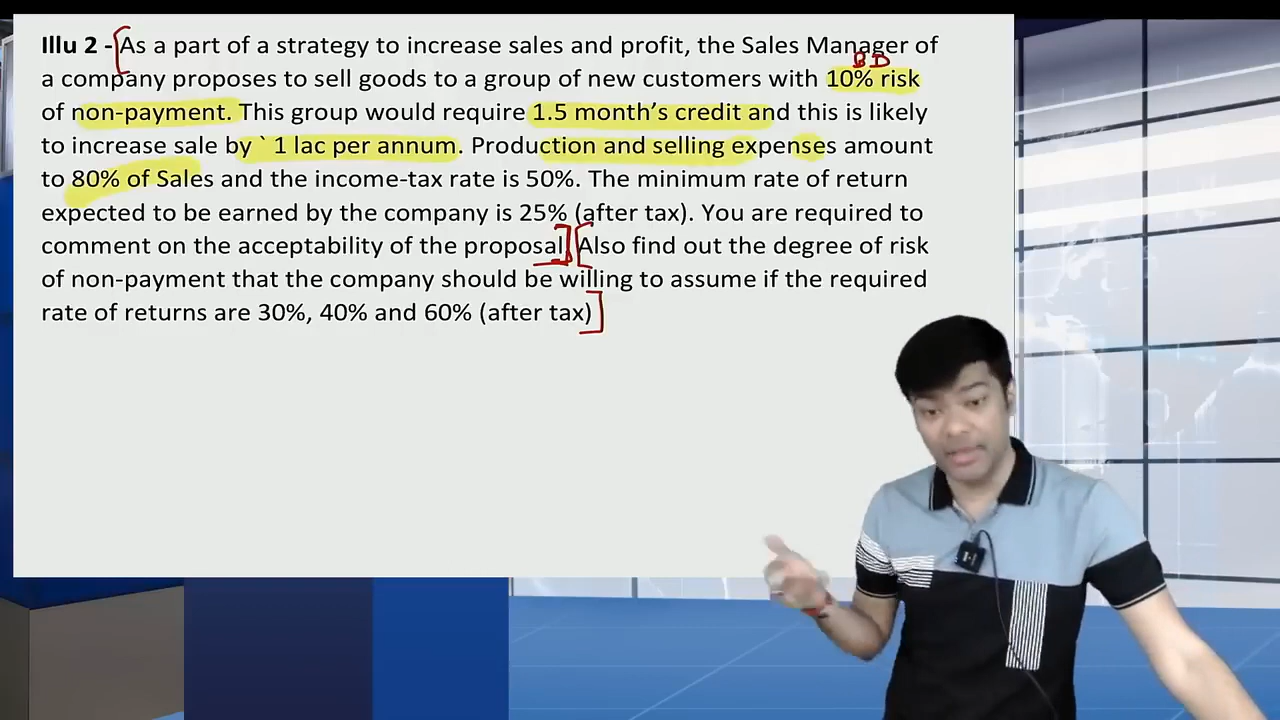 Illu 2 - As a part of a strategy to increase sales and profit, the Sales Manager of
BD
a company proposes to sell goods to a group of new customers with 10% risk
of non-payment. This group would require 1.5 month’s credit and this is likely
to increase sale by ` 1 lac per annum. Production and selling expenses amount
to 80% of Sales and the income-tax rate is 50%. The minimum rate of return
expected to be earned by the company is 25% (after tax). You are required to
comment on the acceptability of the proposal. Also find out the degree of risk
of non-payment that the company should be willing to assume if the required
rate of returns are 30%, 40% and 60% (after tax)